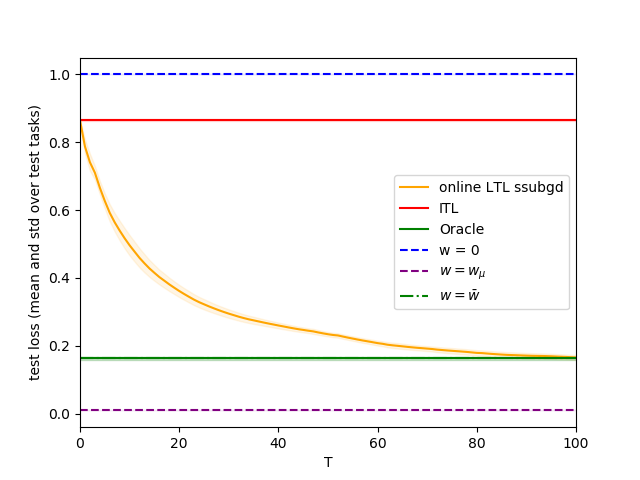 1.0
0.8
0.6
0.4
0.2
0.0
test loss (mean and std over test tasks)
online LTL ssubgd
ITL
Oracle
w = 0
w = w_μ
w = w̄
0 20 40 60 80 100
T